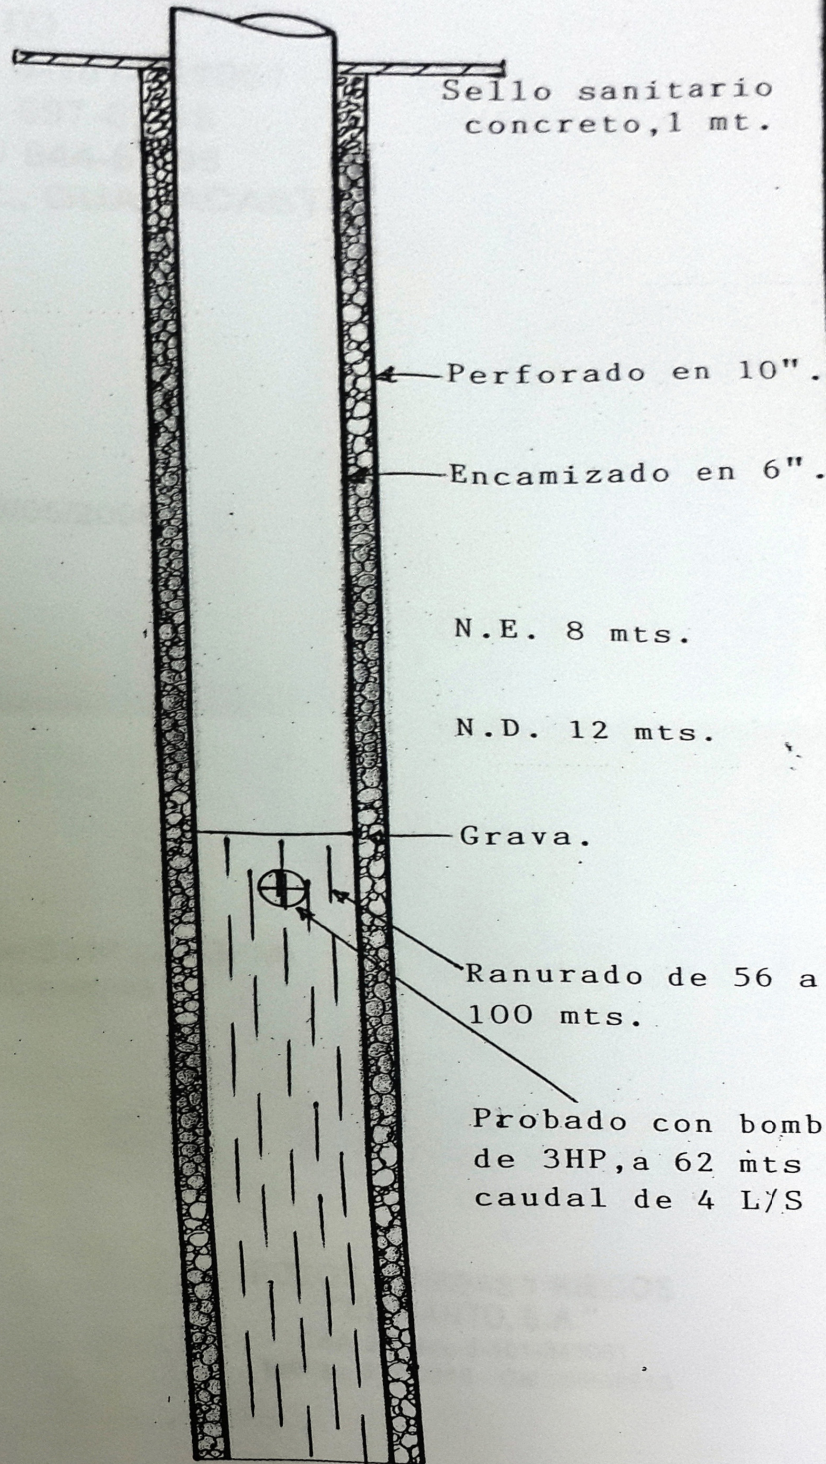 Sello sanitario
concreto,1 mt.
Perforado en 10".
Encamizado en 6".
N.E. 8 mts.
N.D. 12 mts.
Grava.
Ranurado de 56 a
100 mts.
Probado con bomb
de 3HP,a 62 mts
caudal de 4 L/S